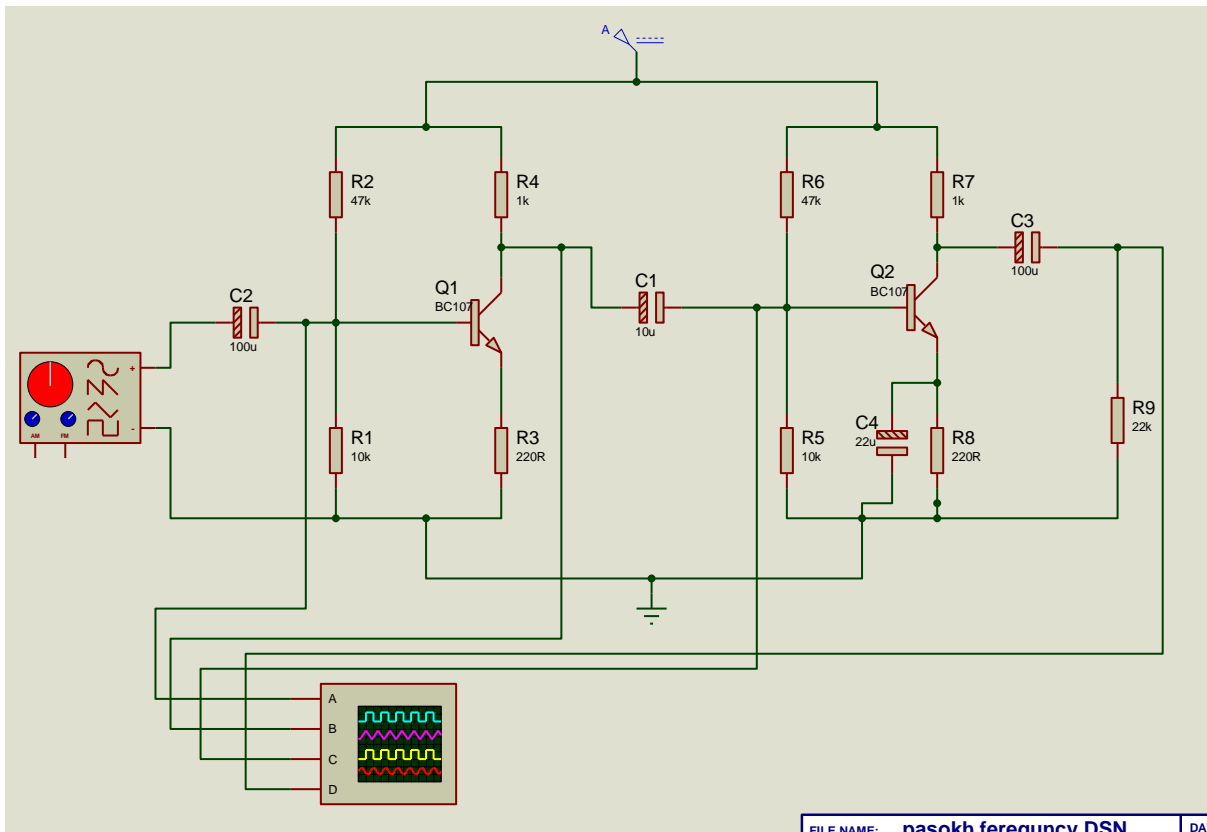 A
R2
47k
R4
1k
R6
47k
R7
1k
C3
100u
Q1
BC107
C1
10u
Q2
BC107
C2
100u
+
-
AM FM
R1
10k
R3
220R
R5
10k
C4
22u
R8
220R
R9
22k
A
B
C
D
FILE NAME: pasokh fereguncy.DSN DA